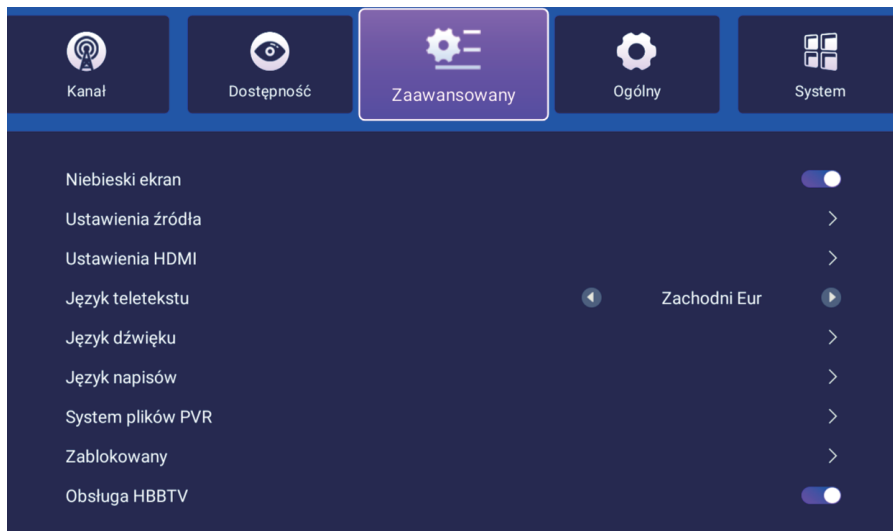 Kanał
Dostępność
Zaawansowany
Ogólny
System
Niebieski ekran
Ustawienia źródła
Ustawienia HDMI
Język teletekstu Zachodni Eur
Język dźwięku
Język napisów
System plików PVR
Zablokowany
Obsługa HBBTV